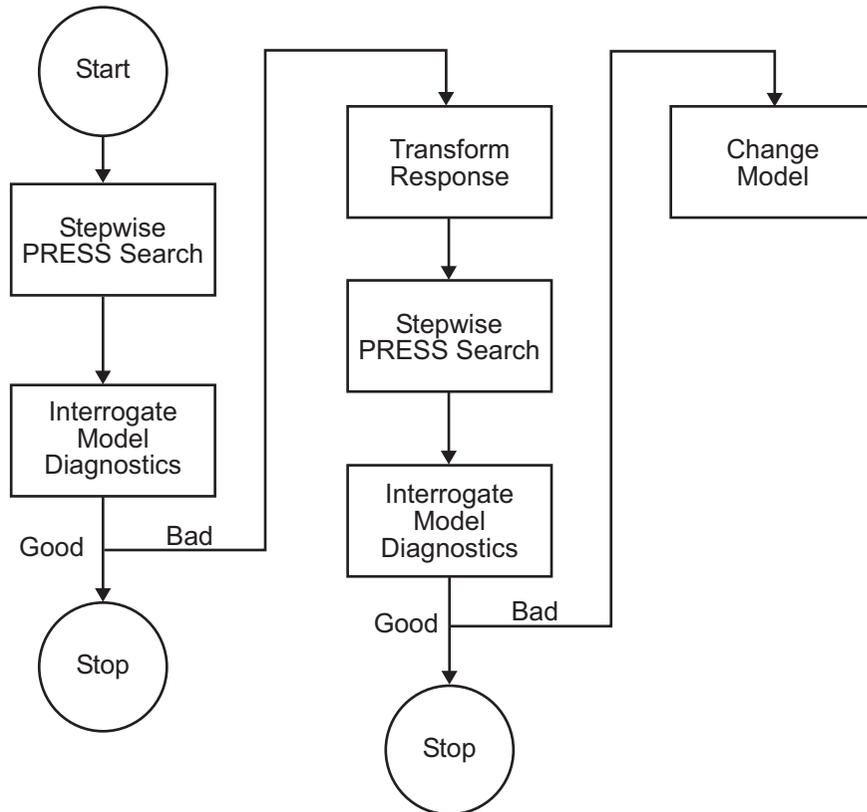 Start
Stepwise
PRESS Search
Interrogate
Model
Diagnostics
Good
Bad
Stop
Transform
Response
Stepwise
PRESS Search
Interrogate
Model
Diagnostics
Good
Bad
Stop
Change
Model